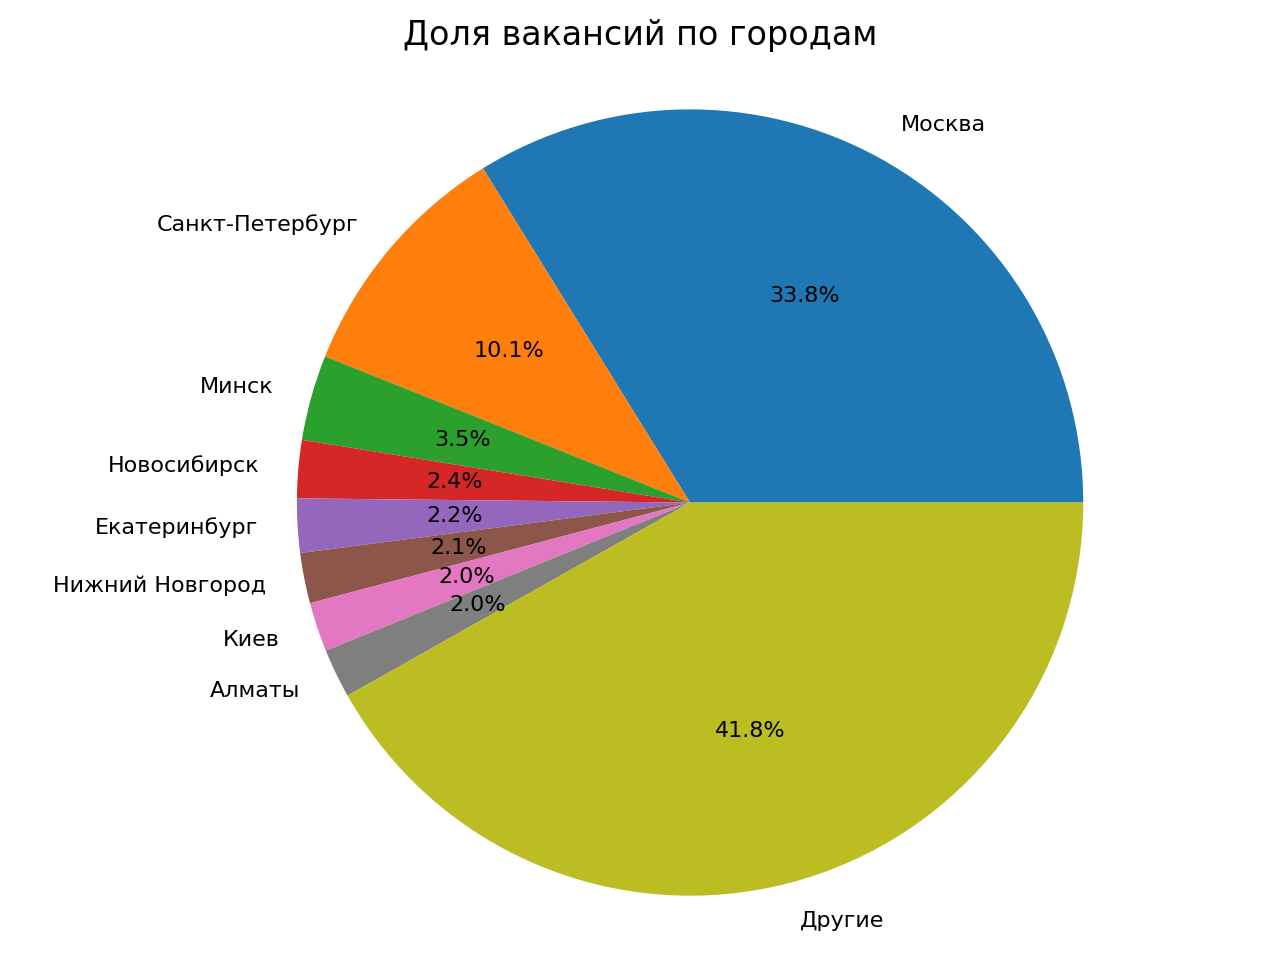 Доля вакансий по городам
Москва
33.8%
Санкт-Петербург
10.1%
Минск
3.5%
Новосибирск
2.4%
Екатеринбург
2.2%
Нижний Новгород
2.1%
Киев
2.0%
Алматы
2.0%
Другие
41.8%